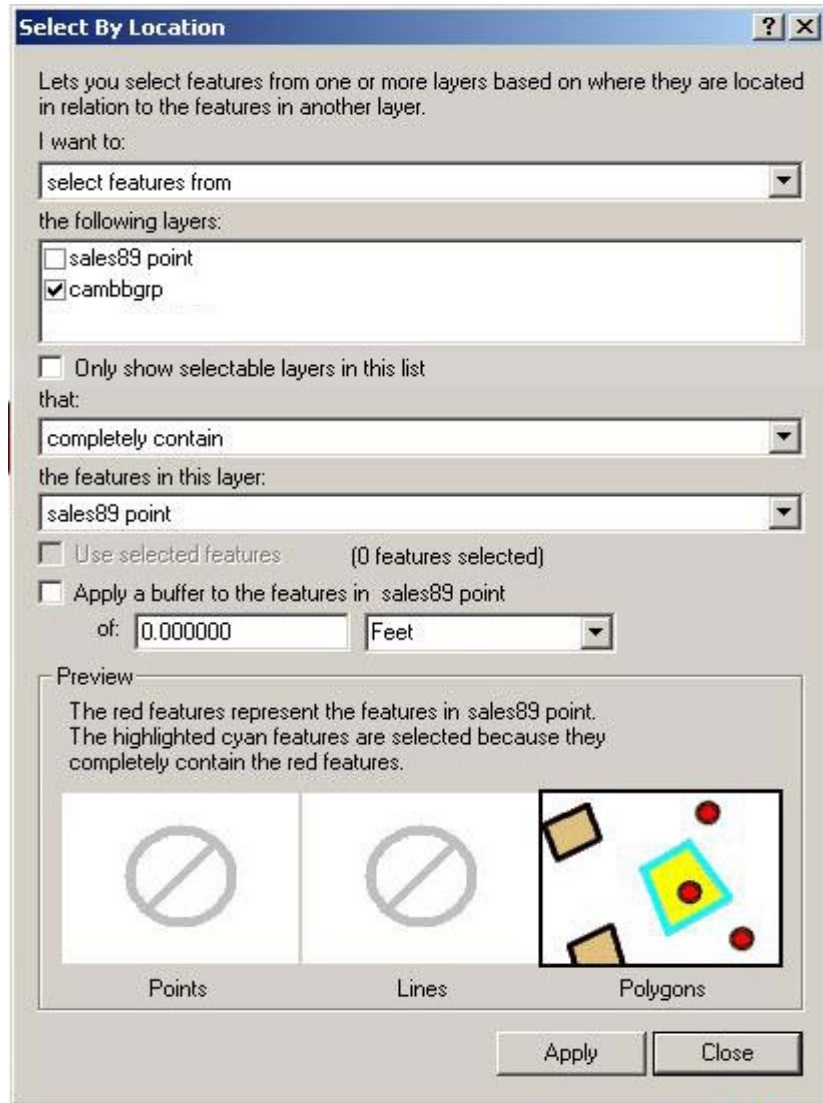 Select By Location
Lets you select features from one or more layers based on where they are located
in relation to the features in another layer.
I want to:
select features from
the following layers:
sales89 point
cambbgrp
Only show selectable layers in this list
that:
completely contain
the features in this layer:
sales89 point
Use selected features (0 features selected)
Apply a buffer to the features in sales89 point
of: 0.000000 Feet
Preview
The red features represent the features in sales89 point.
The highlighted cyan features are selected because they
completely contain the red features.
Points Lines Polygons
Apply Close